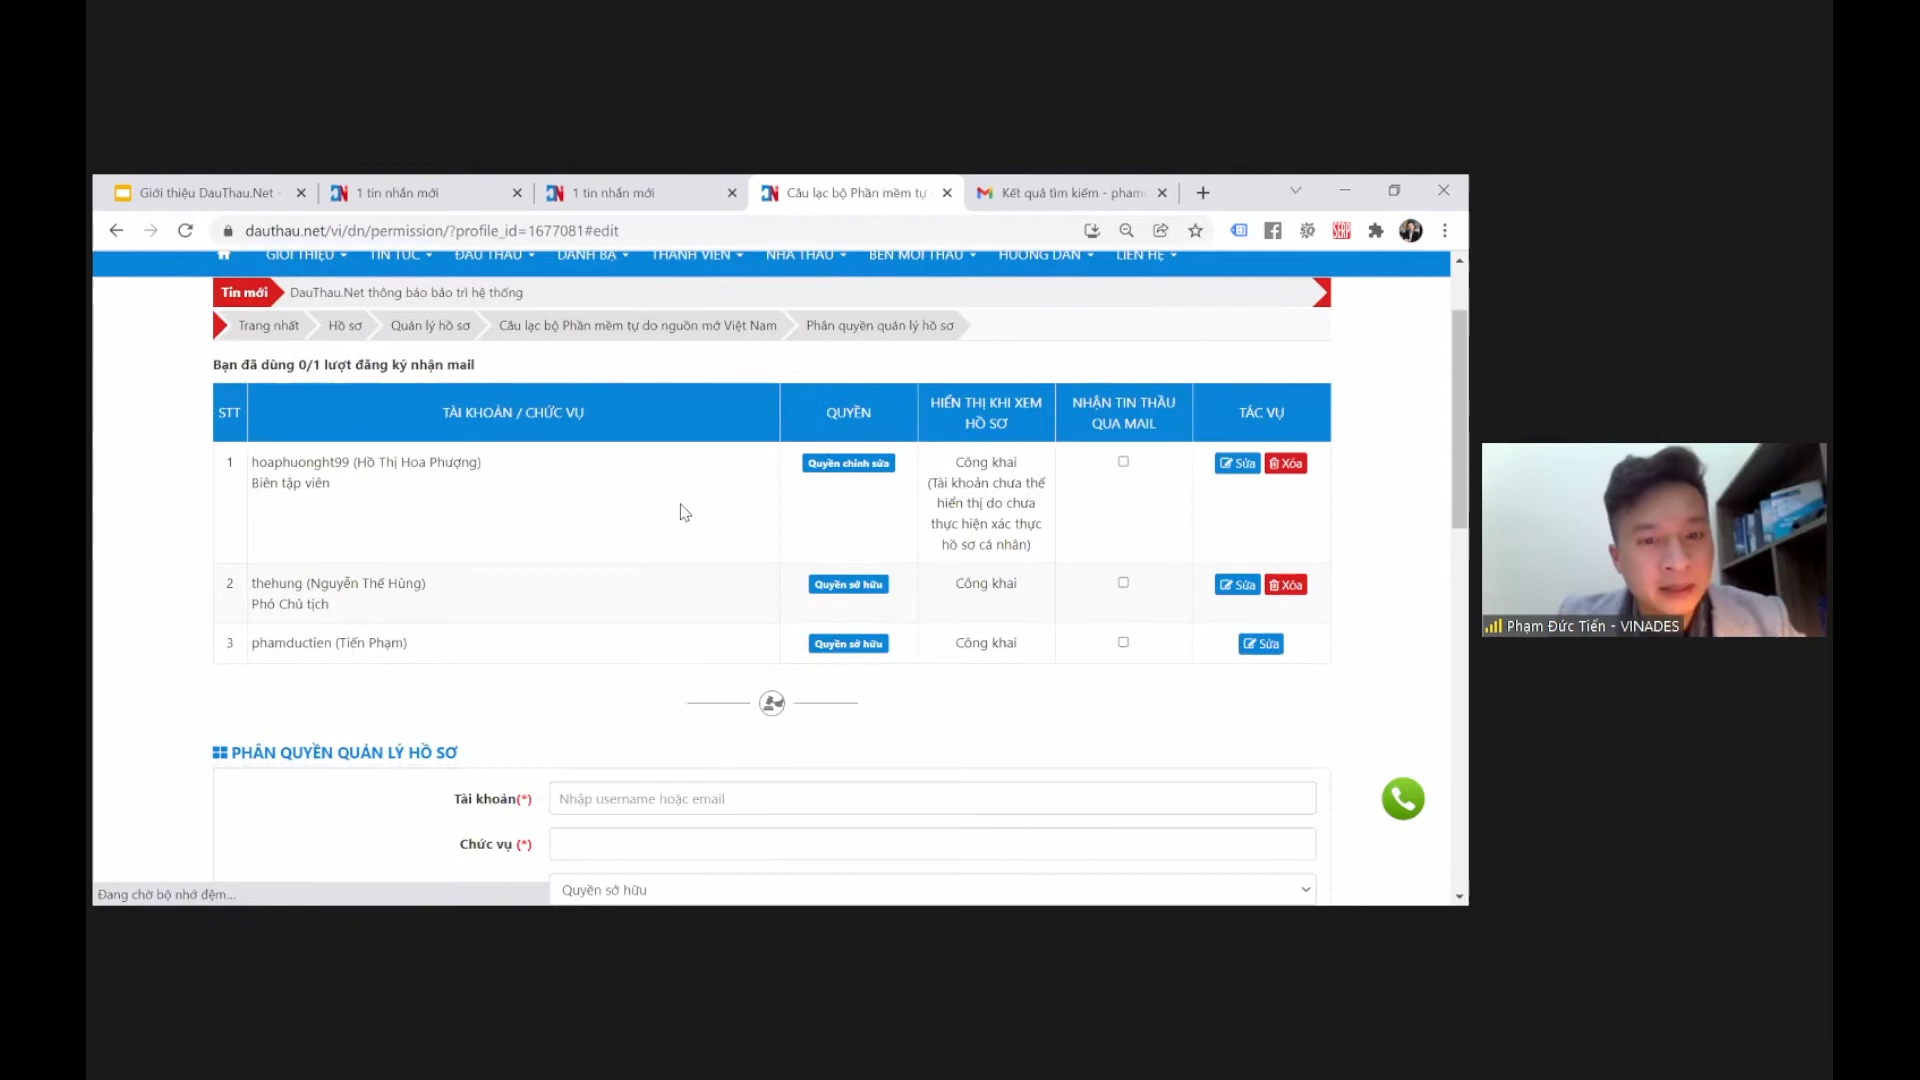 Giới thiệu DauThau.Net -
1 tin nhắn mới
1 tin nhắn mới
Câu lạc bộ Phần mềm tự
Kết quả tìm kiếm - pham
dauthau.net/vi/dn/permission/?profile_id=1677081#edit
GIỚI THIỆU
TIN TỨC
ĐẤU THẦU
DANH BẠ
THÀNH VIÊN
NHÀ THẦU
BÊN MỜI THẦU
HƯỚNG DẪN
LIÊN HỆ
Tin mới
DauThau.Net thông báo bảo trì hệ thống
Trang nhất
Hồ sơ
Quản lý hồ sơ
Câu lạc bộ Phần mềm tự do nguồn mở Việt Nam
Phân quyền quản lý hồ sơ
Bạn đã dùng 0/1 lượt đăng ký nhận mail
STT
TÀI KHOẢN / CHỨC VỤ
QUYỀN
HIỂN THỊ KHI XEM
HỒ SƠ
NHẬN TIN THẦU
QUA MAIL
TÁC VỤ
1
hoaphuonght99 (Hồ Thị Hoa Phượng)
Biên tập viên
Quyền chỉnh sửa
Công khai
(Tài khoản chưa thể
hiển thị do chưa
thực hiện xác thực
hồ sơ cá nhân)
Sửa
Xóa
2
thehung (Nguyễn Thế Hùng)
Phó Chủ tịch
Quyền sở hữu
Công khai
Sửa
Xóa
3
phamductien (Tiến Phạm)
Quyền sở hữu
Công khai
Sửa
PHÂN QUYỀN QUẢN LÝ HỒ SƠ
Tài khoản(*)
Nhập username hoặc email
Chức vụ (*)
Quyền sở hữu
Đang chờ bộ nhớ đệm...
Phạm Đức Tiến - VINADES